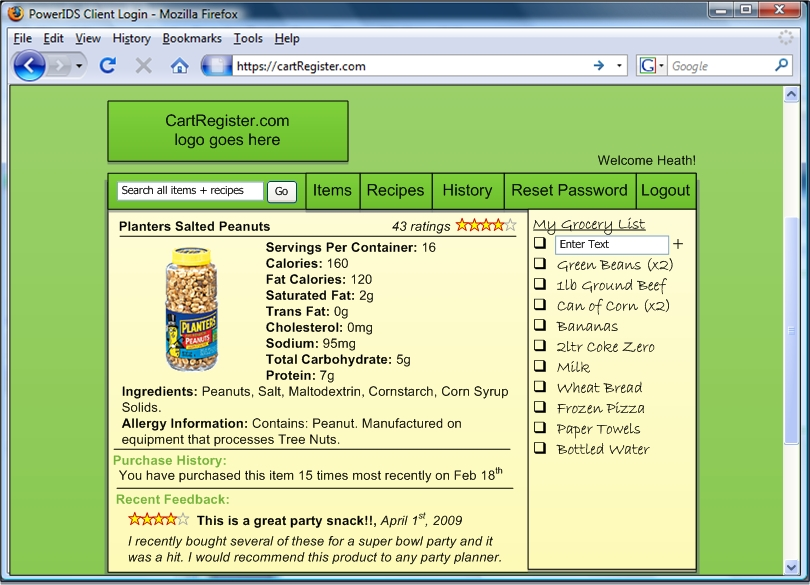 PowerIDS Client Login - Mozilla Firefox
File Edit View History Bookmarks Tools Help
https://cartRegister.com
G Google
CartRegister.com
logo goes here
Welcome Heath!
Search all items + recipes Go Items Recipes History Reset Password Logout
Planters Salted Peanuts 43 ratings
Servings Per Container: 16
Calories: 160
Fat Calories: 120
Saturated Fat: 2g
Trans Fat: 0g
Cholesterol: 0mg
Sodium: 95mg
Total Carbohydrate: 5g
Protein: 7g
PLANTERS
PEANUTS
Ingredients: Peanuts, Salt, Maltodextrin, Cornstarch, Corn Syrup
Solids.
Allergy Information: Contains: Peanut. Manufactured on
equipment that processes Tree Nuts.
Purchase History:
You have purchased this item 15 times most recently on Feb 18th
Recent Feedback:
This is a great party snack!!, April 1st, 2009
I recently bought several of these for a super bowl party and it
was a hit. I would recommend this product to any party planner.
My Grocery List
Enter Text +
Green Beans (x2)
1lb Ground Beef
Can of Corn (x2)
Bananas
2ltr Coke Zero
Milk
Wheat Bread
Frozen Pizza
Paper Towels
Bottled Water